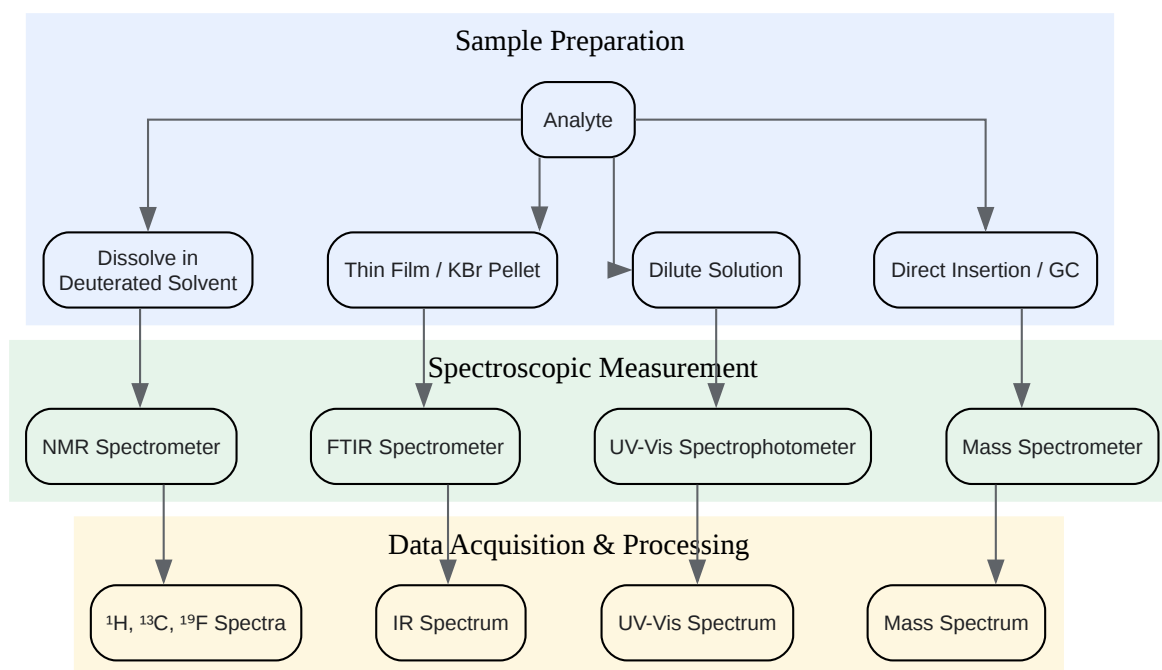 Sample Preparation
Analyte
Dissolve in
Deuterated Solvent
Thin Film / KBr Pellet
Dilute Solution
Direct Insertion / GC
Spectroscopic Measurement
NMR Spectrometer
FTIR Spectrometer
UV-Vis Spectrophotometer
Mass Spectrometer
Data Acquisition & Processing
¹H, ¹³C, ¹⁹F Spectra
IR Spectrum
UV-Vis Spectrum
Mass Spectrum